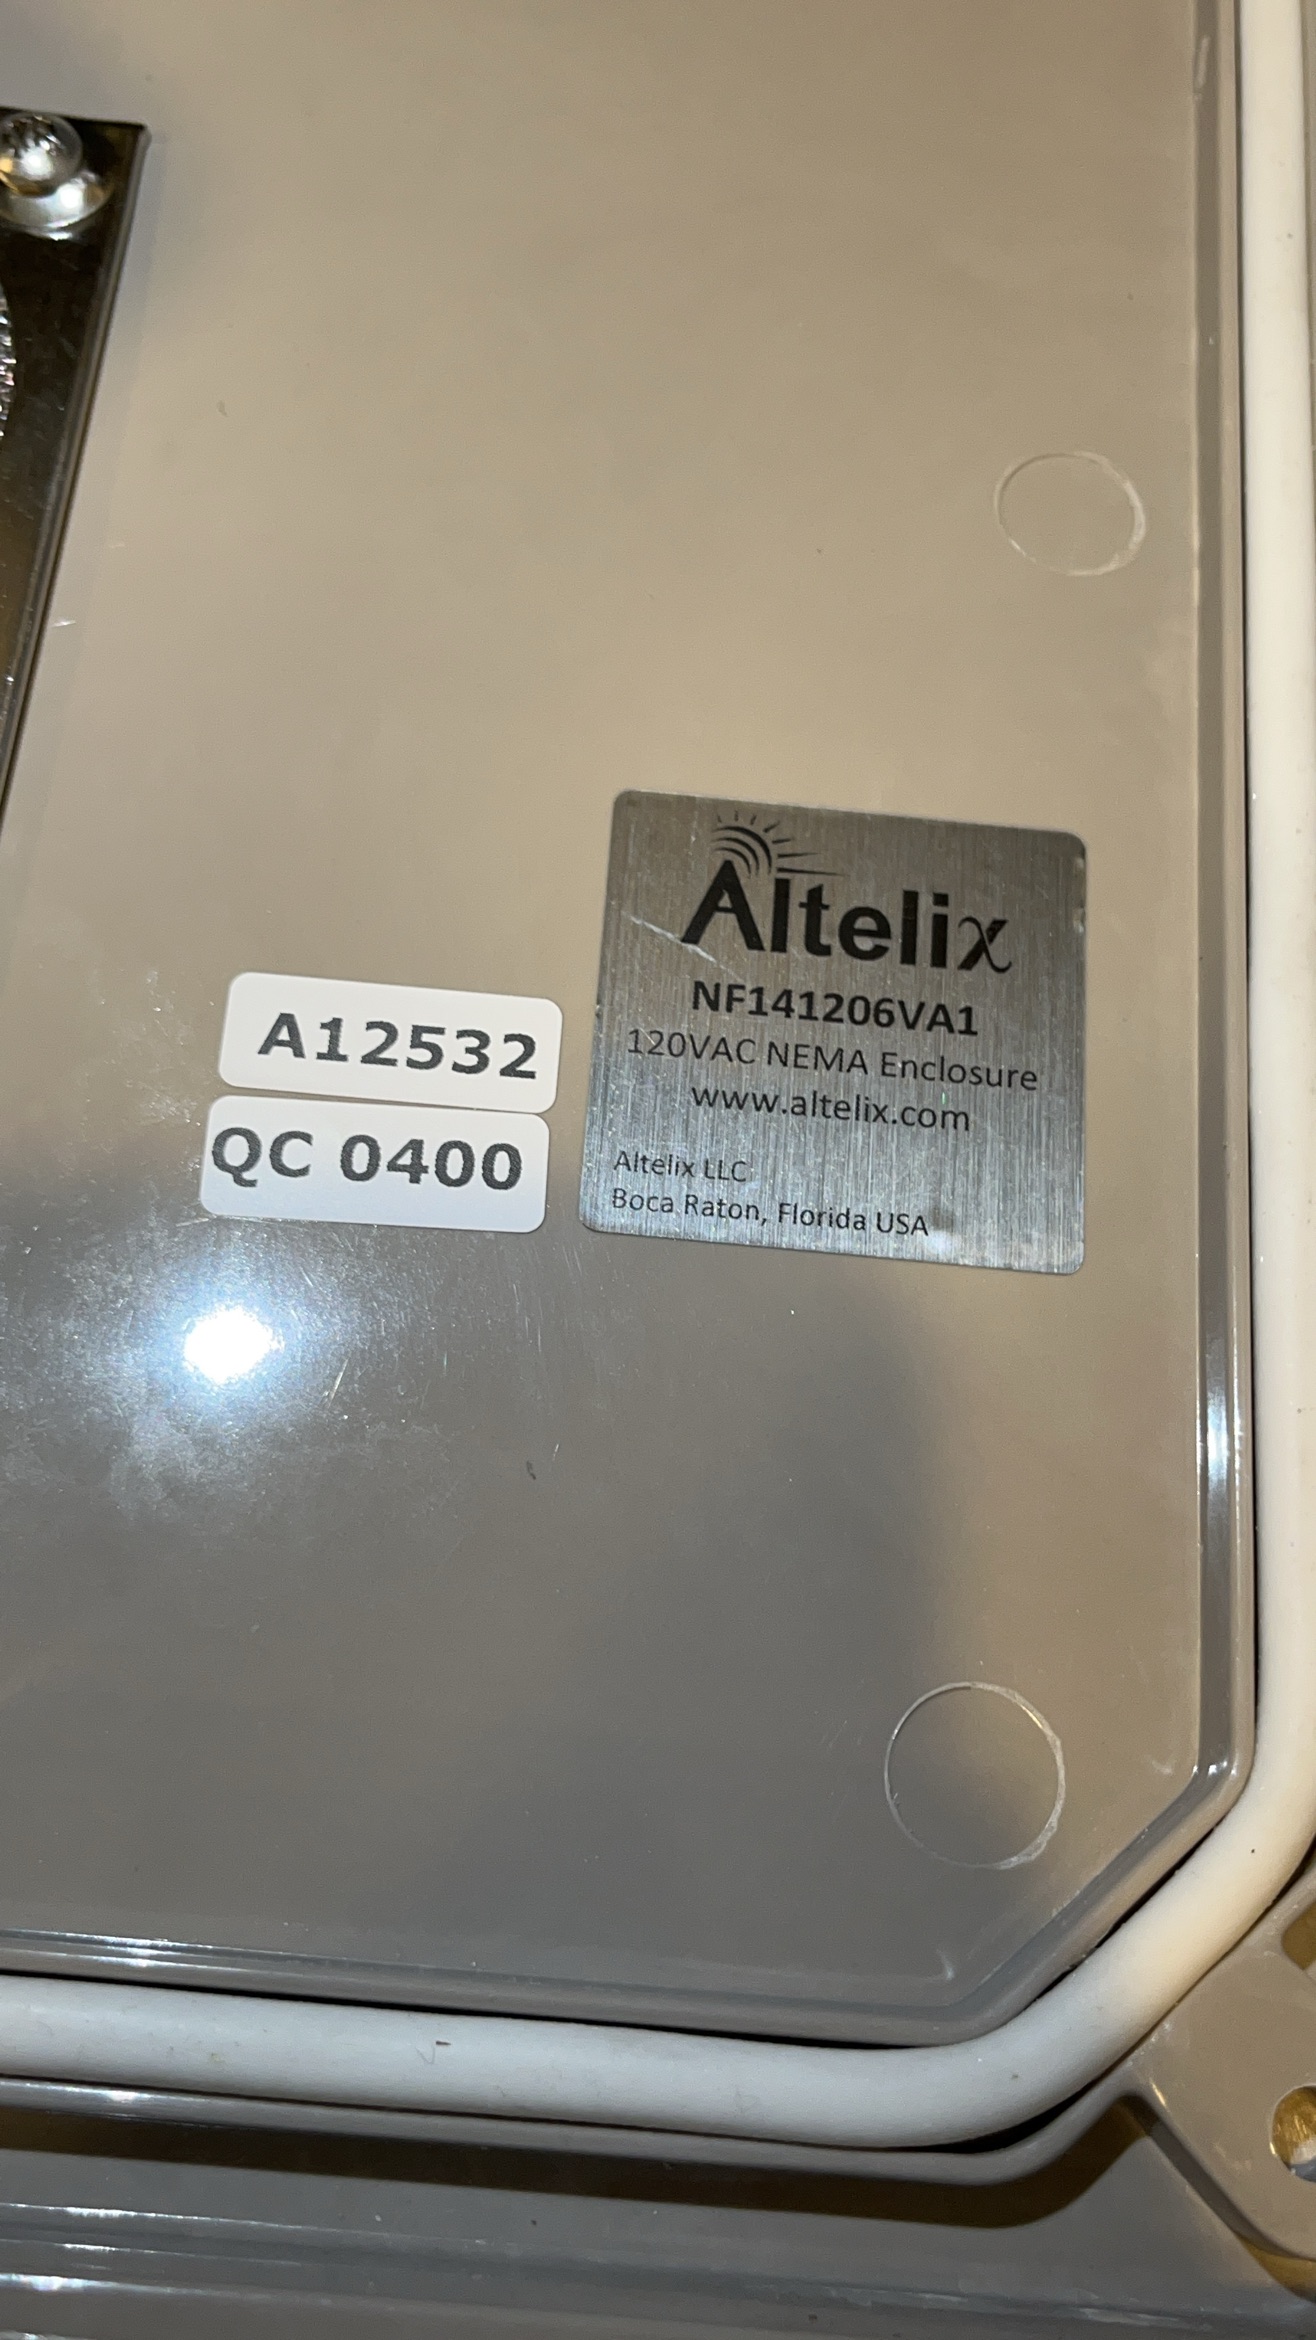 Altelix
NF141206VA1
120VAC NEMA Enclosure
www.altelix.com
Altelix LLC
Boca Raton, Florida USA
A12532
QC 0400